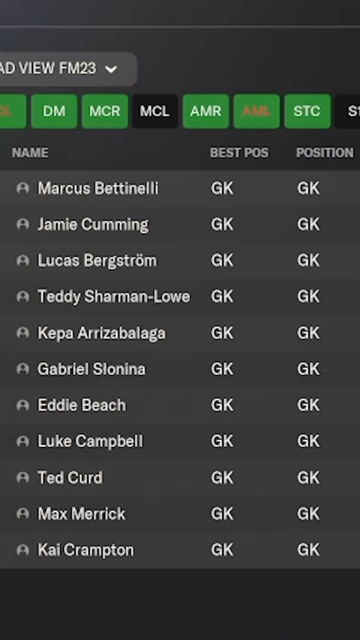 AD VIEW FM23
DL DM MCR MCL AMR AML STC
NAME BEST POS POSITION
Marcus Bettinelli GK GK
Jamie Cumming GK GK
Lucas Bergström GK GK
Teddy Sharman-Lowe GK GK
Kepa Arrizabalaga GK GK
Gabriel Slonina GK GK
Eddie Beach GK GK
Luke Campbell GK GK
Ted Curd GK GK
Max Merrick GK GK
Kai Crampton GK GK